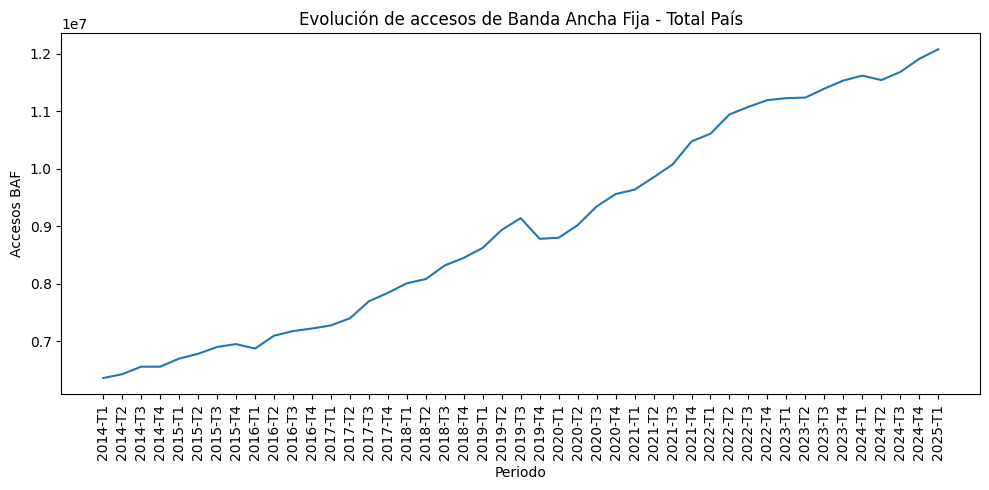 Evolución de accesos de Banda Ancha Fija - Total País
1e7
1.2
1.1
1.0
0.9
0.8
0.7
Accesos BAF
2014-T1
2014-T2
2014-T3
2014-T4
2015-T1
2015-T2
2015-T3
2015-T4
2016-T1
2016-T2
2016-T3
2016-T4
2017-T1
2017-T2
2017-T3
2017-T4
2018-T1
2018-T2
2018-T3
2018-T4
2019-T1
2019-T2
2019-T3
2019-T4
2020-T1
2020-T2
2020-T3
2020-T4
2021-T1
2021-T2
2021-T3
2021-T4
2022-T1
2022-T2
2022-T3
2022-T4
2023-T1
2023-T2
2023-T3
2023-T4
2024-T1
2024-T2
2024-T3
2024-T4
2025-T1
Periodo